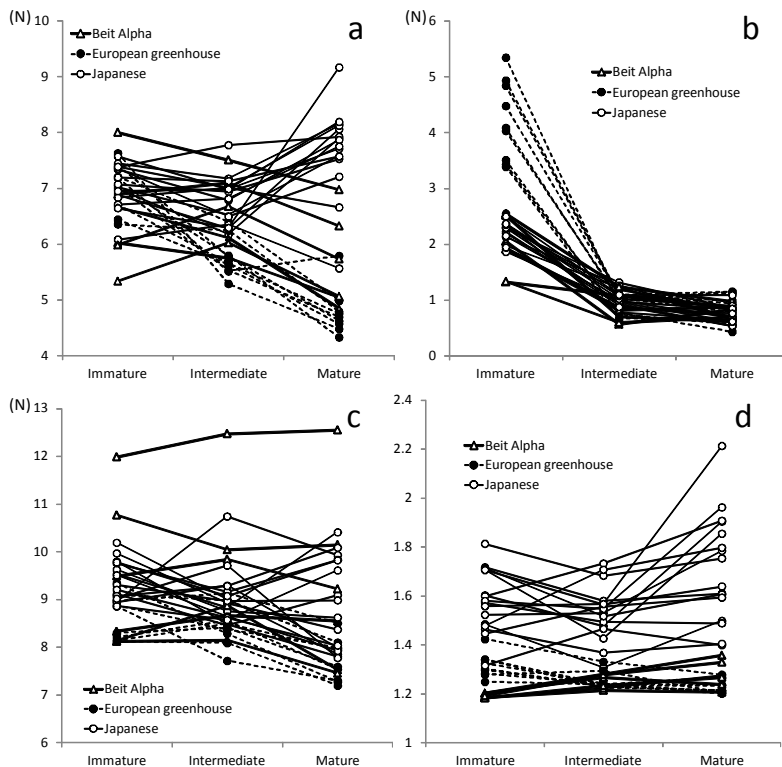 (N)
a
10
9
8
7
6
5
4
Beit Alpha
European greenhouse
Japanese
Immature Intermediate Mature
b
6
5
4
3
2
1
0
Beit Alpha
European greenhouse
Japanese
Immature Intermediate Mature
(N)
c
13
12
11
10
9
8
7
6
Beit Alpha
European greenhouse
Japanese
Immature Intermediate Mature
d
2.4
2.2
2
1.8
1.6
1.4
1.2
1
Beit Alpha
European greenhouse
Japanese
Immature Intermediate Mature